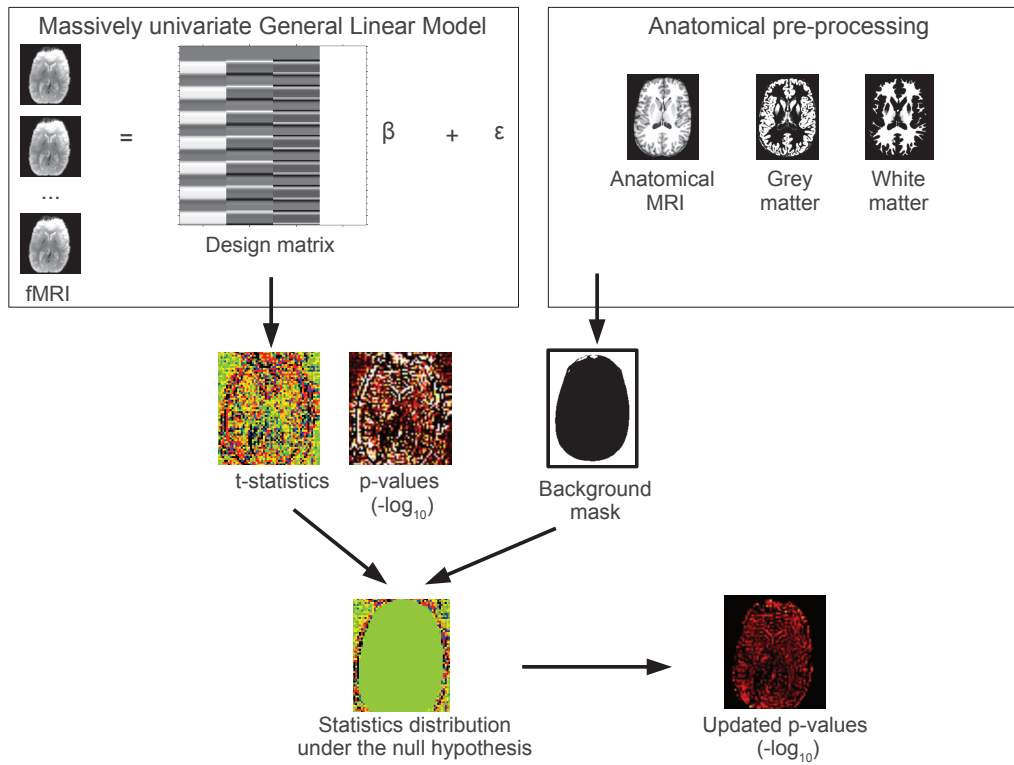 Massively univariate General Linear Model
=
β + ε
...
Design matrix
fMRI
Anatomical pre-processing
Anatomical
MRI
Grey
matter
White
matter
t-statistics
p-values
(-log₁₀)
Background
mask
Statistics distribution
under the null hypothesis
Updated p-values
(-log₁₀)